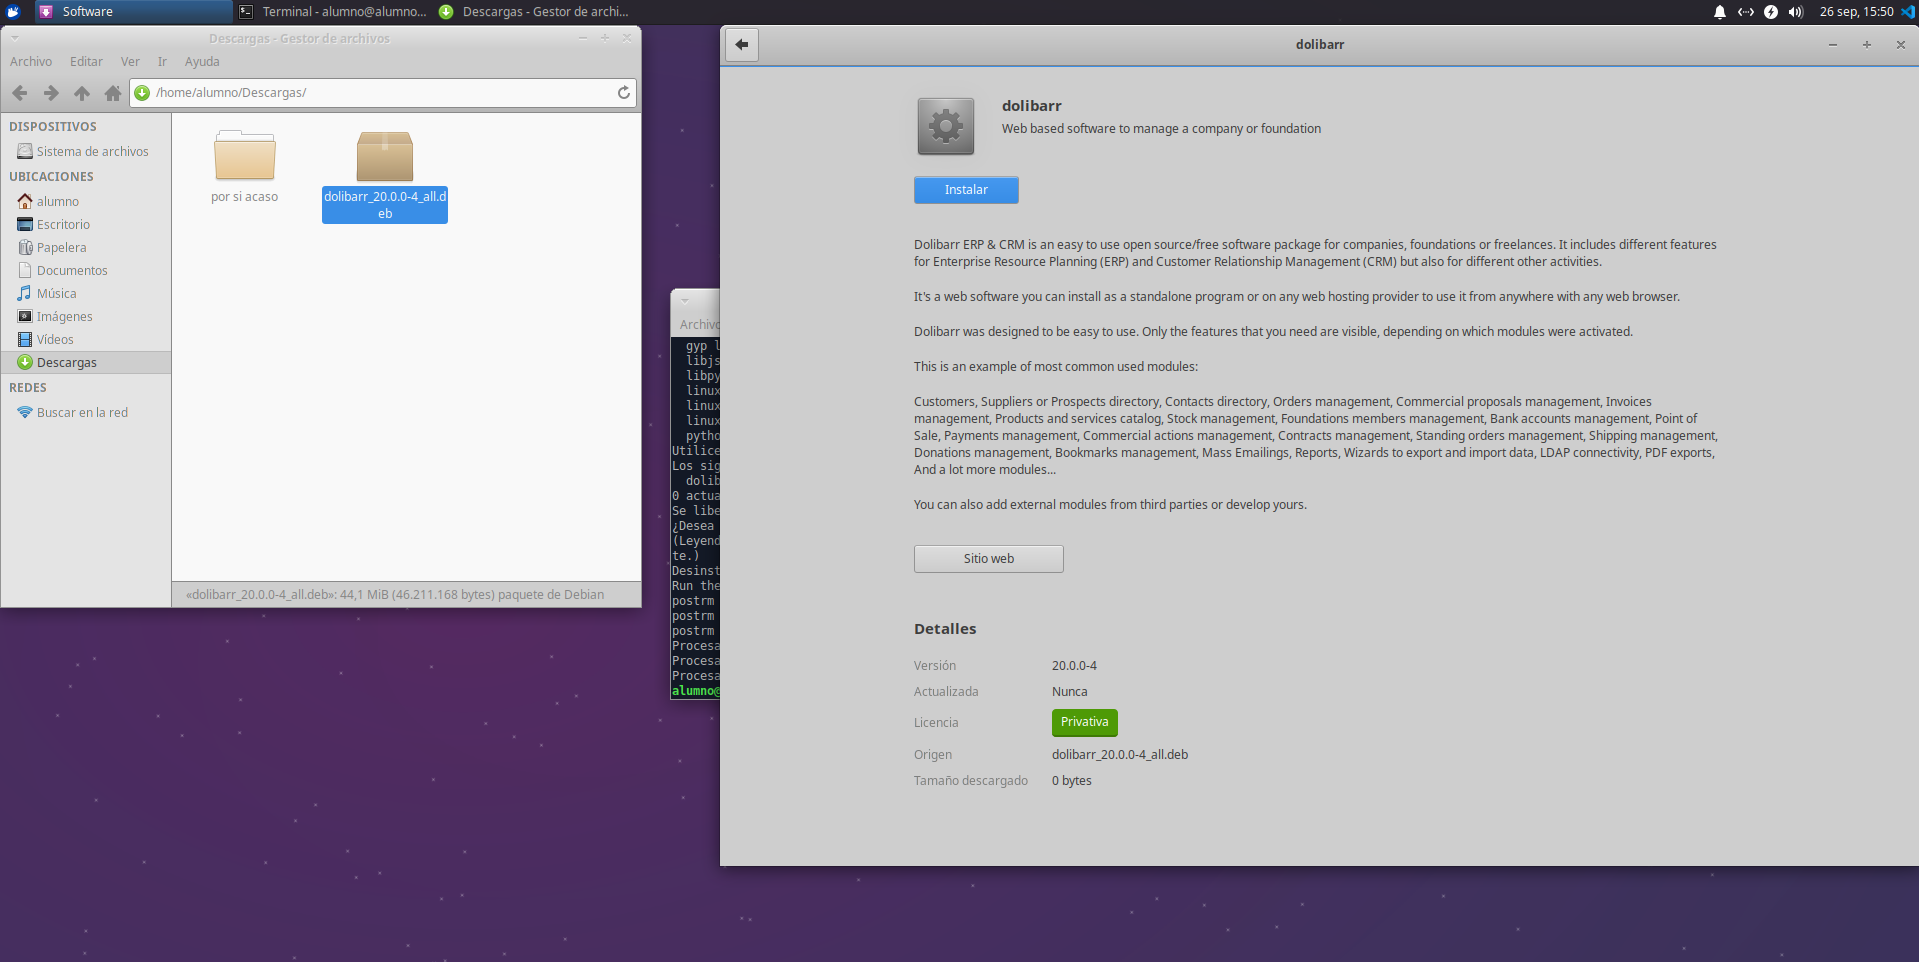 Software
Terminal - alumno@alumno...
Descargas - Gestor de archi...
26 sep, 15:50
Descargas - Gestor de archivos
Archivo Editar Ver Ir Ayuda
/home/alumno/Descargas/
DISPOSITIVOS
Sistema de archivos
UBICACIONES
alumno
Escritorio
Papelera
Documentos
Música
Imágenes
Vídeos
Descargas
REDES
Buscar en la red
por si acaso
dolibarr_20.0.0-4_all.d
eb
«dolibarr_20.0.0-4_all.deb»: 44,1 MiB (46.211.168 bytes) paquete de Debian
Archivo
gyp l
libjs
libpy
linux
linux
linux
pytho
Utilice
Los sig
dolib
0 actua
Se libe
¿Desea
(Leyend
te.)
Desinst
Run the
postrm
postrm
postrm
Procesa
Procesa
Procesa
alumno@
dolibarr
dolibarr
Web based software to manage a company or foundation
Instalar
Dolibarr ERP & CRM is an easy to use open source/free software package for companies, foundations or freelances. It includes different features
for Enterprise Resource Planning (ERP) and Customer Relationship Management (CRM) but also for different other activities.
It's a web software you can install as a standalone program or on any web hosting provider to use it from anywhere with any web browser.
Dolibarr was designed to be easy to use. Only the features that you need are visible, depending on which modules were activated.
This is an example of most common used modules:
Customers, Suppliers or Prospects directory, Contacts directory, Orders management, Commercial proposals management, Invoices
management, Products and services catalog, Stock management, Foundations members management, Bank accounts management, Point of
Sale, Payments management, Commercial actions management, Contracts management, Standing orders management, Shipping management,
Donations management, Bookmarks management, Mass Emailings, Reports, Wizards to export and import data, LDAP connectivity, PDF exports,
And a lot more modules...
You can also add external modules from third parties or develop yours.
Sitio web
Detalles
Versión 20.0.0-4
Actualizada Nunca
Licencia Privativa
Origen dolibarr_20.0.0-4_all.deb
Tamaño descargado 0 bytes